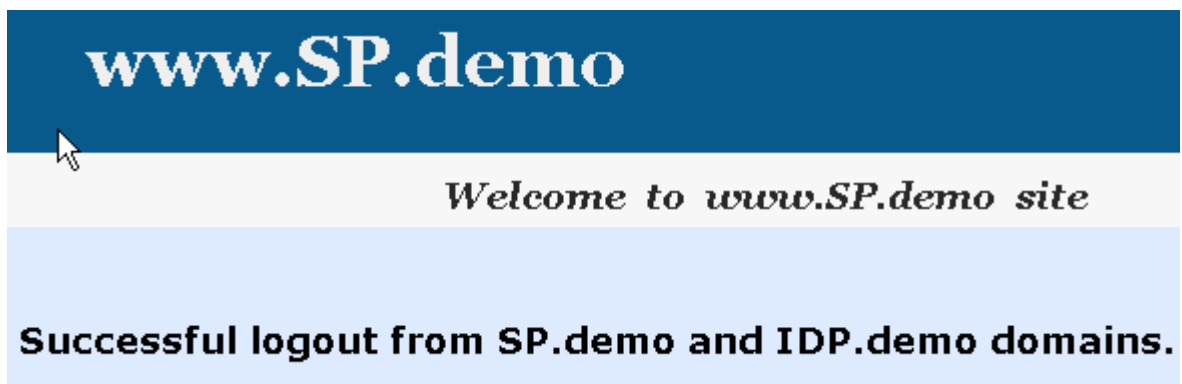 www.SP.demo
Welcome to www.SP.demo site
Successful logout from SP.demo and IDP.demo domains.